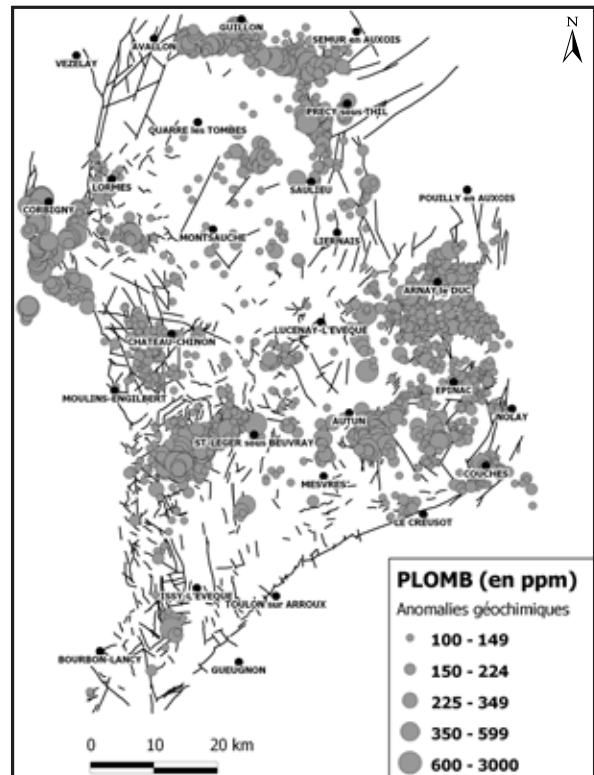 N
GUILLON
SEMUR en AUXOIS
AVALLON
VEZELAY
PRECY sous THIL
QUARRE les TOMBES
LORMES
SAULIEU
POUILLY en AUXOIS
CORBIGNY
MONTSAUCHE
LIERNAIS
ARNAY le DUC
LUCENAY-L'EVEQUE
CHATEAU-CHINON
EPINAC
MOULINS-ENGILBERT
NOLAY
AUTUN
ST-LEGER sous BEUVRAY
COUCHES
MESVRES
LE CREUSOT
ISSY-L'EVEQUE
TOULON sur ARROUX
BOURBON-LANCY
GUEUGNON
PLOMB (en ppm)
Anomalies géochimiques
100 - 149
150 - 224
225 - 349
350 - 599
600 - 3000
0 10 20 km